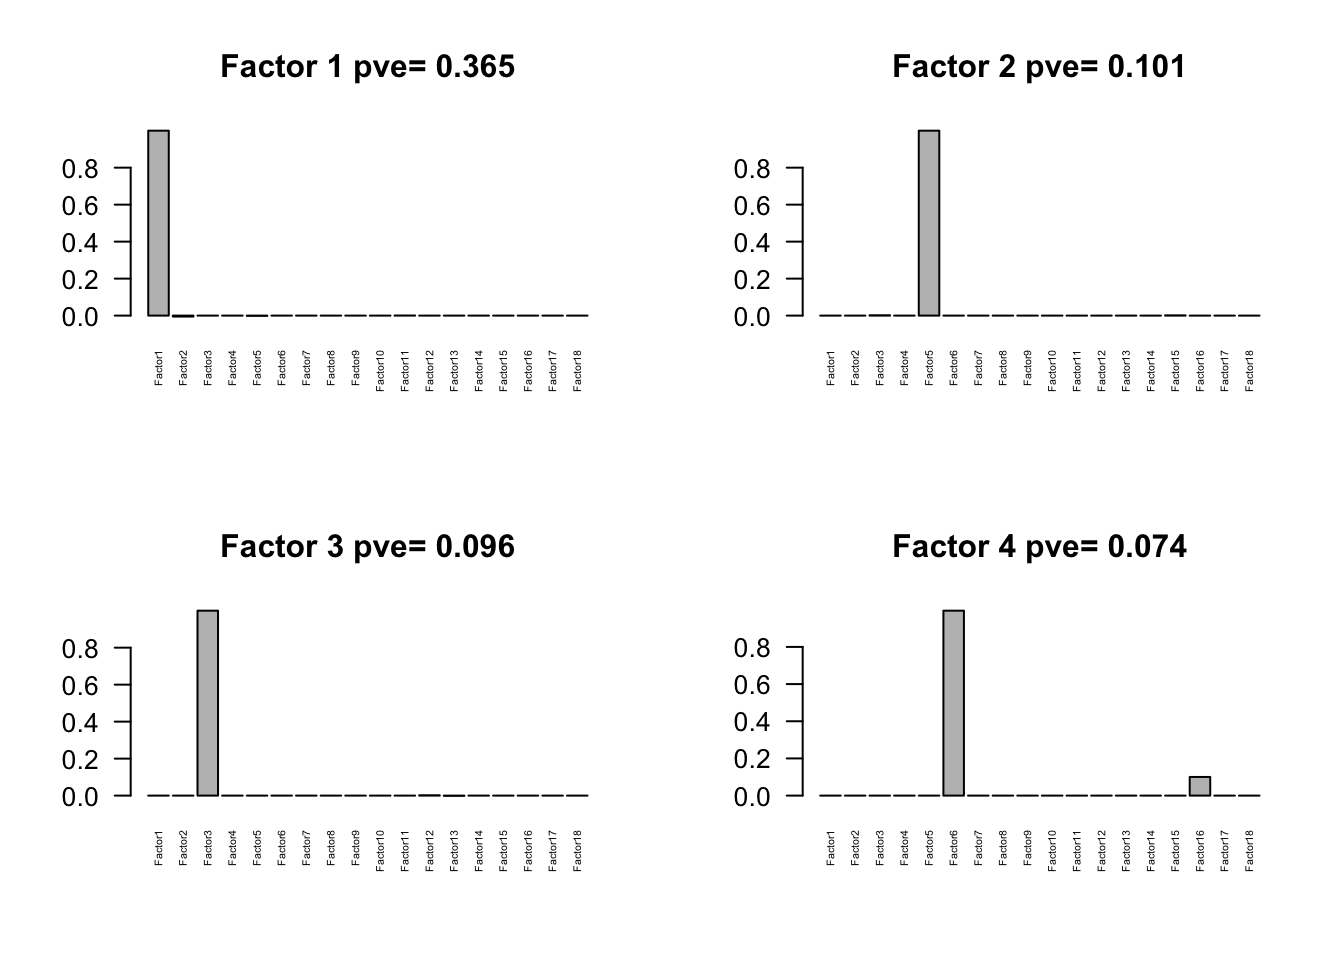 Factor 1 pve= 0.365
0.8
0.6
0.4
0.2
0.0
Factor1
Factor2
Factor3
Factor4
Factor5
Factor6
Factor7
Factor8
Factor9
Factor10
Factor11
Factor12
Factor13
Factor14
Factor15
Factor16
Factor17
Factor18
Factor 2 pve= 0.101
0.8
0.6
0.4
0.2
0.0
Factor1
Factor2
Factor3
Factor4
Factor5
Factor6
Factor7
Factor8
Factor9
Factor10
Factor11
Factor12
Factor13
Factor14
Factor15
Factor16
Factor17
Factor18
Factor 3 pve= 0.096
0.8
0.6
0.4
0.2
0.0
Factor1
Factor2
Factor3
Factor4
Factor5
Factor6
Factor7
Factor8
Factor9
Factor10
Factor11
Factor12
Factor13
Factor14
Factor15
Factor16
Factor17
Factor18
Factor 4 pve= 0.074
0.8
0.6
0.4
0.2
0.0
Factor1
Factor2
Factor3
Factor4
Factor5
Factor6
Factor7
Factor8
Factor9
Factor10
Factor11
Factor12
Factor13
Factor14
Factor15
Factor16
Factor17
Factor18